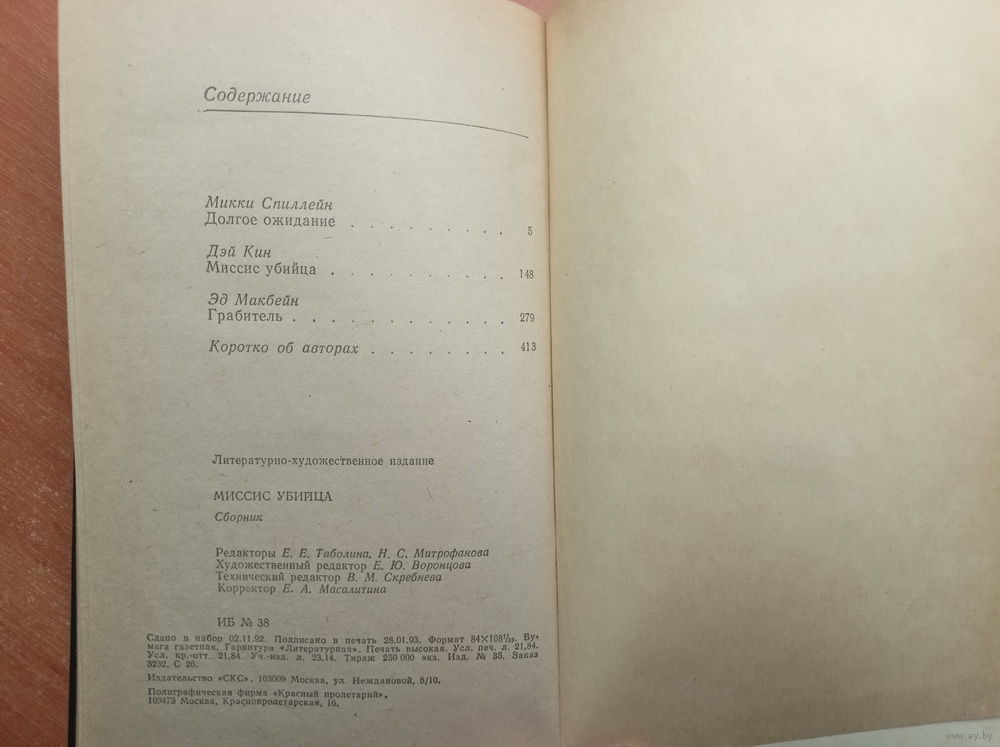 Содержание
Микки Спиллейн
Долгое ожидание . . . . . . . . . 5
Дэй Кин
Миссис убийца . . . . . . . . . . 148
Эд Макбейн
Грабитель . . . . . . . . . . . . 279
Коротко об авторах . . . . . . . . 413
Литературно-художественное издание
МИССИС УБИЙЦА
Сборник
Редакторы Е. Е. Таболина, Н. С. Митрофанова
Художественный редактор Е. Ю. Воронцова
Технический редактор В. М. Скребнева
Корректор Е. А. Масалитина
ИБ № 38
Сдано в набор 02.11.92. Подписано в печать 28.01.93. Формат 84×108¹/₃₂. Бу-
мага газетная. Гарнитура «Литературная». Печать высокая. Усл. печ. л. 21,84.
Усл. кр.-отт. 21,84. Уч.-изд. л. 23,14. Тираж 250 000 экз. Изд. № 35. Заказ
3232. С 26.
Издательство «СКС». 103009 Москва, ул. Неждановой, 8/10.
Полиграфическая фирма «Красный пролетарий».
103473 Москва, Краснопролетарская, 16.
www.ay.by